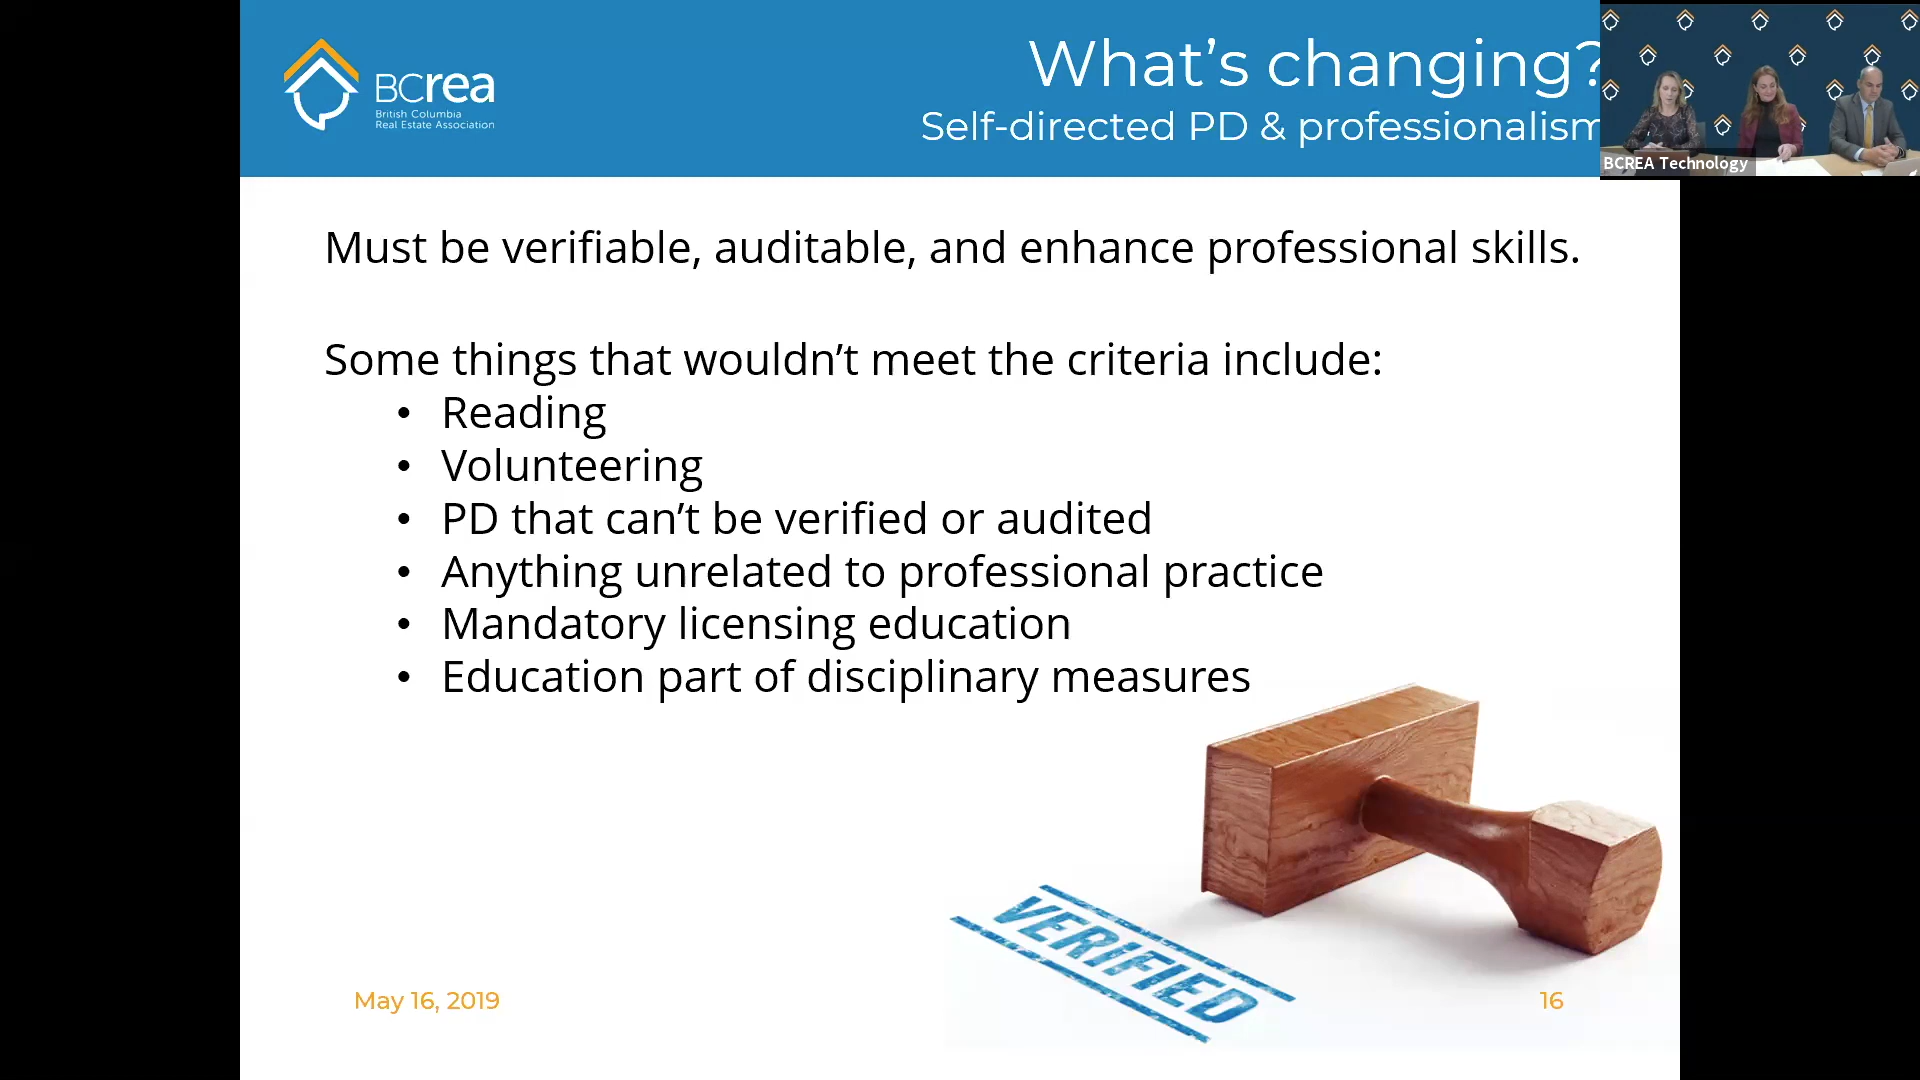 BCrea
British Columbia
Real Estate Association
What's changing?
Self-directed PD & professionalism
BCREA Technology
Must be verifiable, auditable, and enhance professional skills.
Some things that wouldn't meet the criteria include:
• Reading
• Volunteering
• PD that can't be verified or audited
• Anything unrelated to professional practice
• Mandatory licensing education
• Education part of disciplinary measures
VERIFIED
May 16, 2019
16